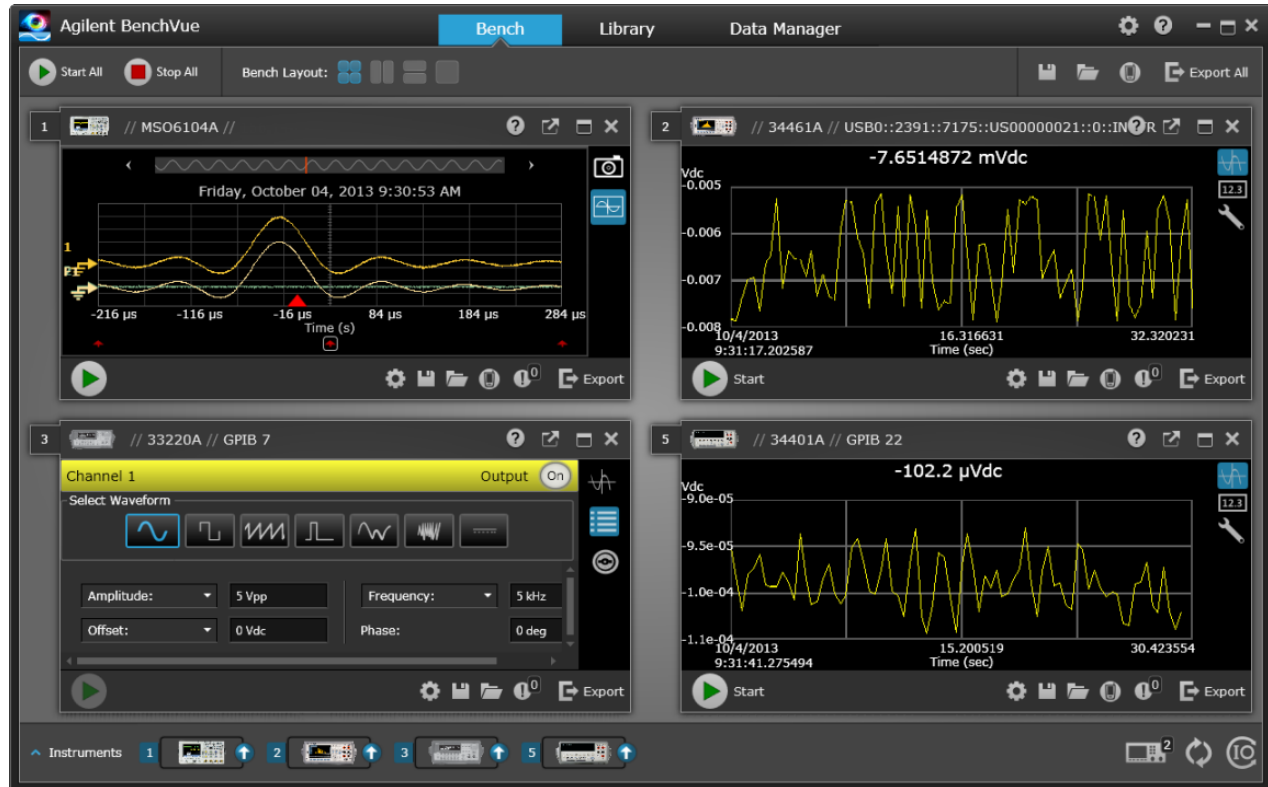 Agilent BenchVue
Bench Library Data Manager
Start All Stop All Bench Layout: Export All
1 // MSO6104A //
Friday, October 04, 2013 9:30:53 AM
1
-216 µs -116 µs -16 µs 84 µs 184 µs 284 µs
Time (s)
0 Export
2 // 34461A // USB0::2391::7175::US00000021::0::IN R
-7.6514872 mVdc
Vdc
-0.005
12.3
-0.006
-0.007
-0.008
10/4/2013 16.316631 32.320231
9:31:17.202587 Time (sec)
Start 0 Export
3 // 33220A // GPIB 7
Channel 1 Output On
Select Waveform
Amplitude: 5 Vpp Frequency: 5 kHz
Offset: 0 Vdc Phase: 0 deg
0 Export
5 // 34401A // GPIB 22
-102.2 µVdc
Vdc
-9.0e-05
12.3
-9.5e-05
-1.0e-04
-1.1e-04
10/4/2013 15.200519 30.423554
9:31:41.275494 Time (sec)
Start 0 Export
Instruments 1 2 3 5 2 IO